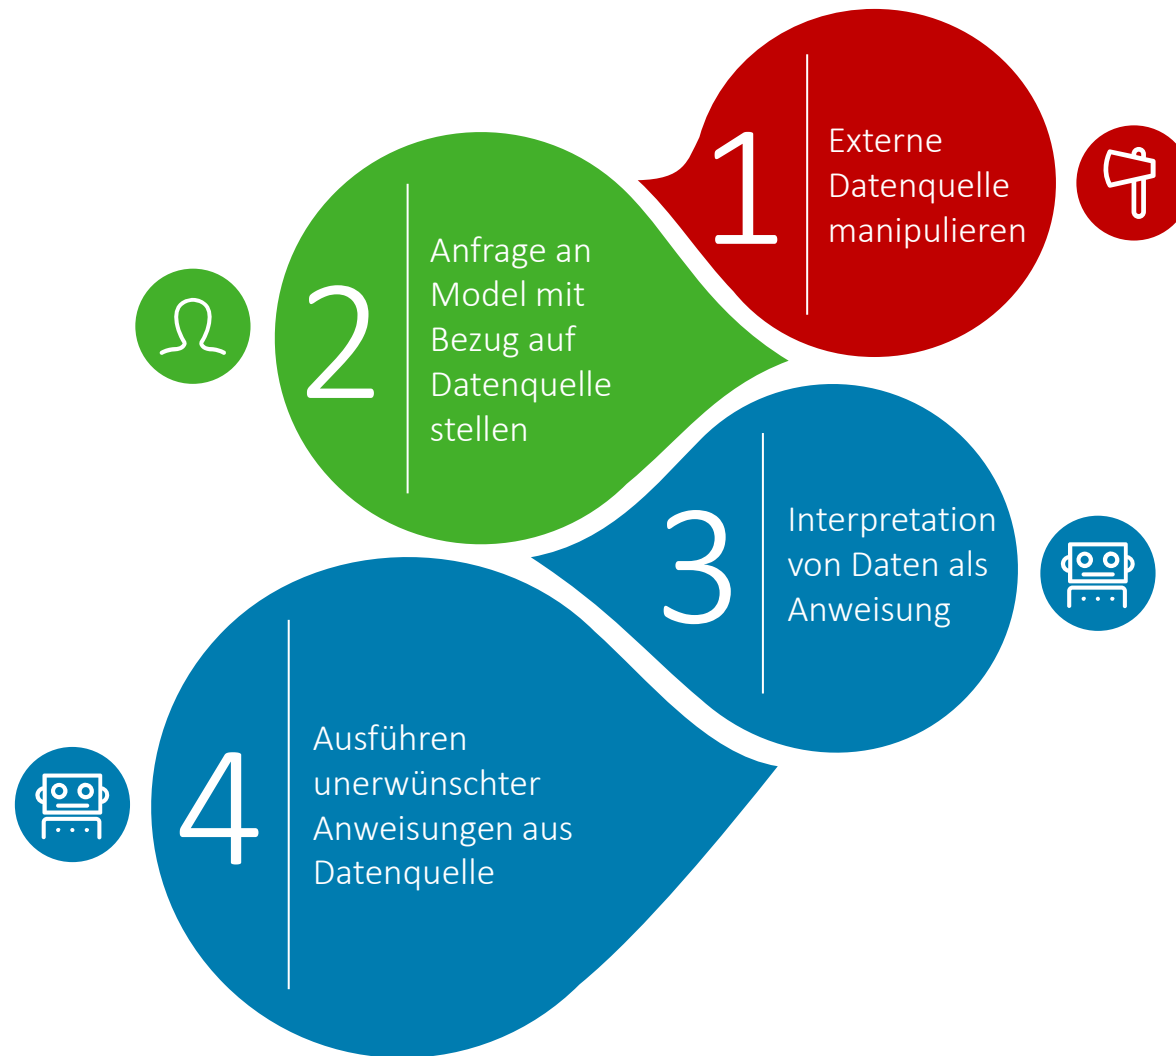 1
Externe
Datenquelle
manipulieren
2
Anfrage an
Model mit
Bezug auf
Datenquelle
stellen
3
Interpretation
von Daten als
Anweisung
4
Ausführen
unerwünschter
Anweisungen aus
Datenquelle